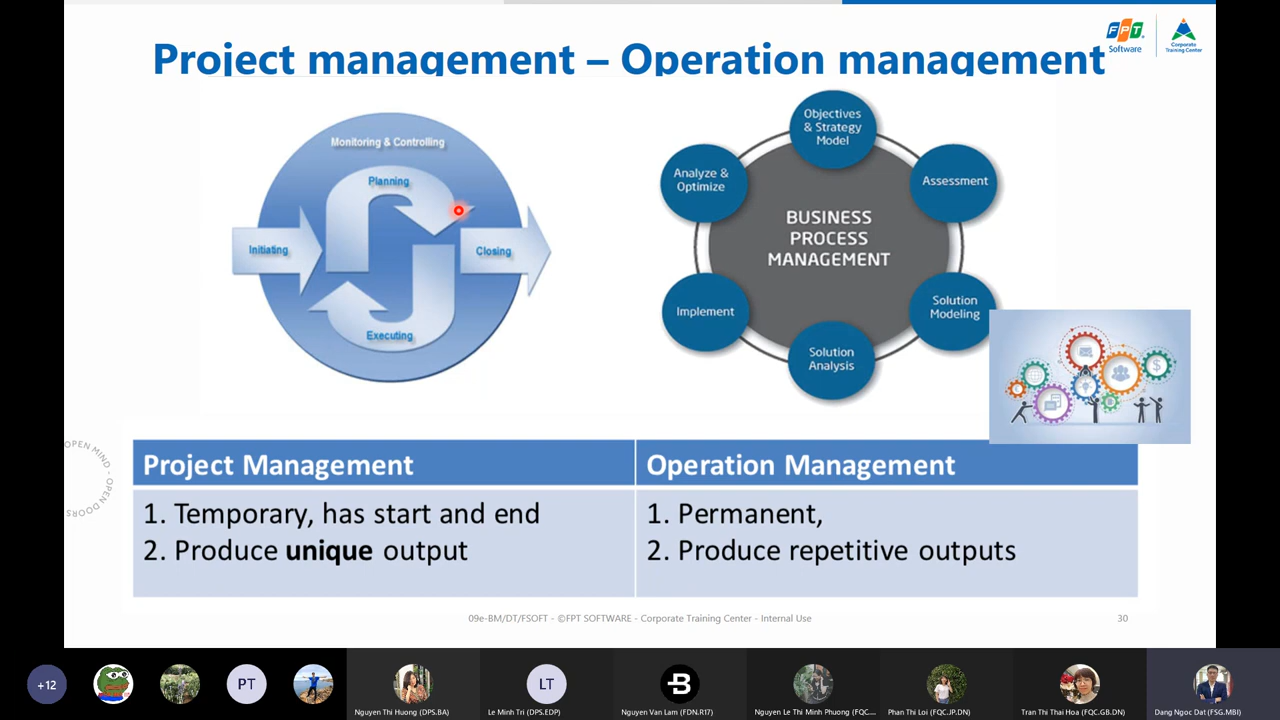 Project management – Operation management
FPT
Software
Corporate
Training Center
Monitoring & Controlling
Planning
Initiating
Closing
Executing
Objectives
& Strategy
Model
Analyze &
Optimize
Assessment
BUSINESS
PROCESS
MANAGEMENT
Implement
Solution
Modeling
Solution
Analysis
$
OPEN MIND - OPEN DOORS
Project Management
Operation Management
1. Temporary, has start and end
2. Produce unique output
1. Permanent,
2. Produce repetitive outputs
09e-BM/DT/FSOFT - ©FPT SOFTWARE - Corporate Training Center - Internal Use
30
+12
PT
LT
B
Nguyen Thi Huong (DPS.BA)
Le Minh Tri (DPS.EDP)
Nguyen Van Lam (FDN.R17)
Nguyen Le Thi Minh Phuong (FQC....
Phan Thi Loi (FQC.JP.DN)
Tran Thi Thai Hoa (FQC.GB.DN)
Dang Ngoc Dat (FSG.MBI)